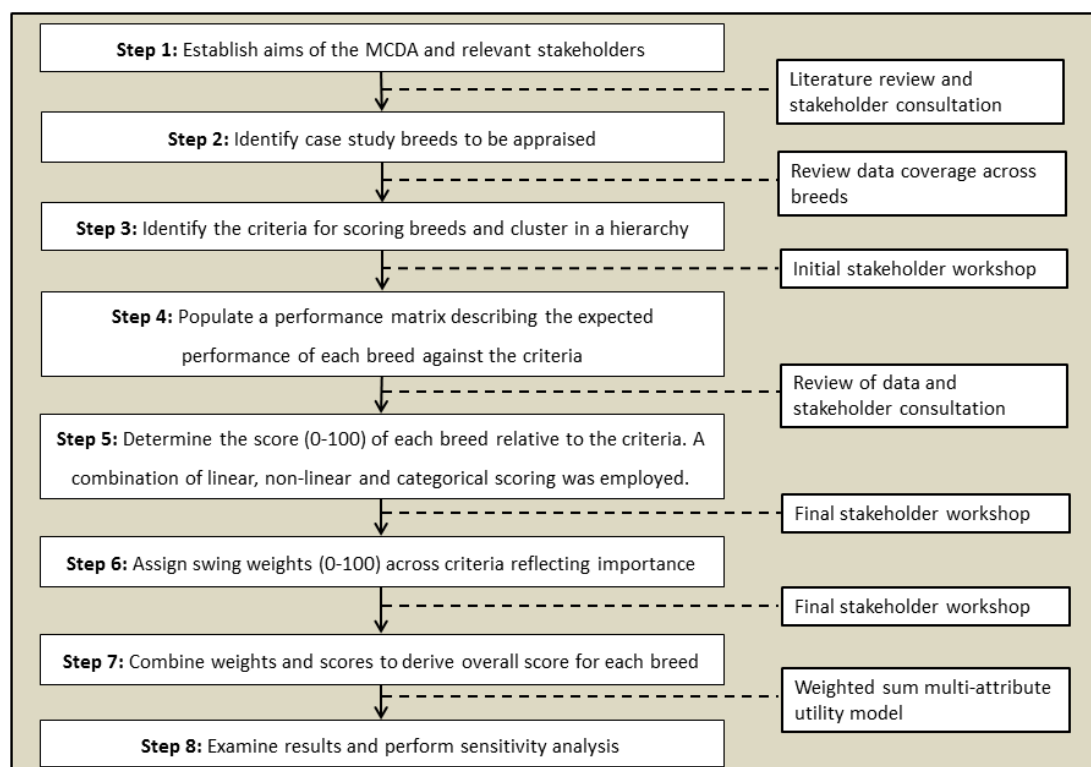 Step 1: Establish aims of the MCDA and relevant stakeholders
Literature review and
stakeholder consultation
Step 2: Identify case study breeds to be appraised
Review data coverage across
breeds
Step 3: Identify the criteria for scoring breeds and cluster in a hierarchy
Initial stakeholder workshop
Step 4: Populate a performance matrix describing the expected
performance of each breed against the criteria
Review of data and
stakeholder consultation
Step 5: Determine the score (0-100) of each breed relative to the criteria. A
combination of linear, non-linear and categorical scoring was employed.
Final stakeholder workshop
Step 6: Assign swing weights (0-100) across criteria reflecting importance
Final stakeholder workshop
Step 7: Combine weights and scores to derive overall score for each breed
Weighted sum multi-attribute
utility model
Step 8: Examine results and perform sensitivity analysis